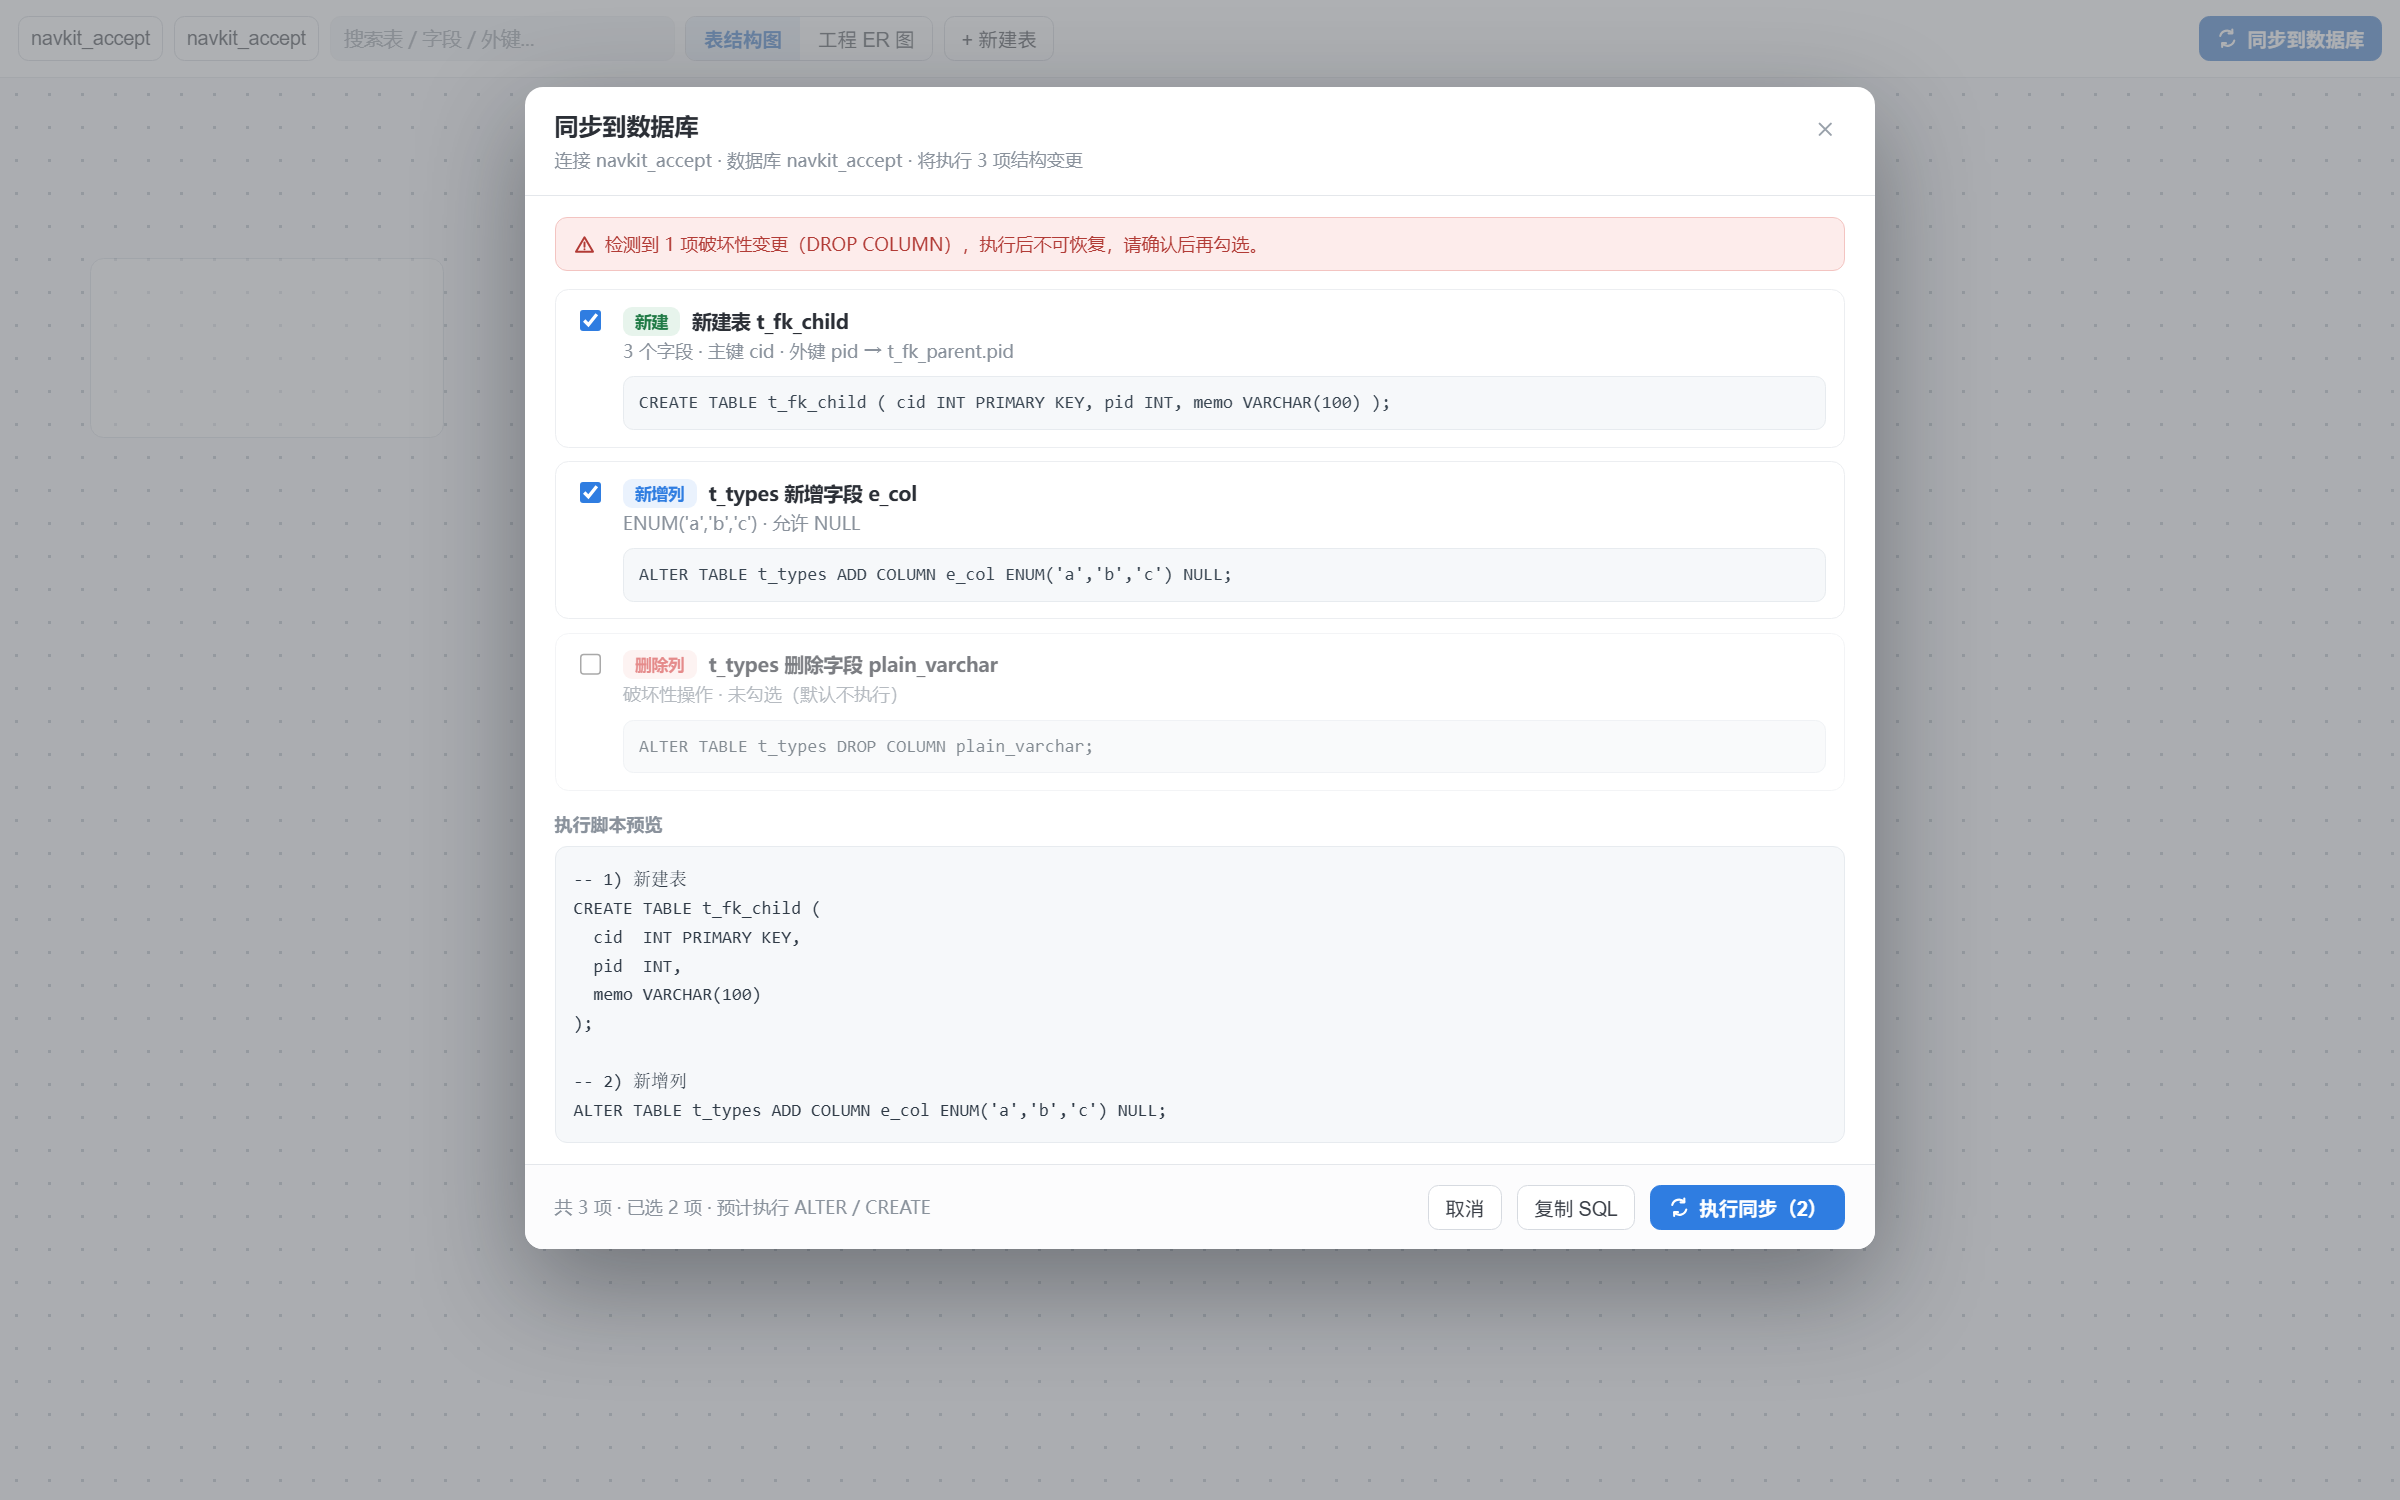 navkit_accept
navkit_accept
搜索表 / 字段 / 外键...
表结构图
工程 ER 图
+ 新建表
同步到数据库
同步到数据库
连接 navkit_accept · 数据库 navkit_accept · 将执行 3 项结构变更
检测到 1 项破坏性变更（DROP COLUMN），执行后不可恢复，请确认后再勾选。
新建 新建表 t_fk_child
3 个字段 · 主键 cid · 外键 pid → t_fk_parent.pid
CREATE TABLE t_fk_child ( cid INT PRIMARY KEY, pid INT, memo VARCHAR(100) );
新增列 t_types 新增字段 e_col
ENUM('a','b','c') · 允许 NULL
ALTER TABLE t_types ADD COLUMN e_col ENUM('a','b','c') NULL;
删除列 t_types 删除字段 plain_varchar
破坏性操作 · 未勾选（默认不执行）
ALTER TABLE t_types DROP COLUMN plain_varchar;
执行脚本预览
-- 1) 新建表
CREATE TABLE t_fk_child (
  cid  INT PRIMARY KEY,
  pid  INT,
  memo VARCHAR(100)
);
-- 2) 新增列
ALTER TABLE t_types ADD COLUMN e_col ENUM('a','b','c') NULL;
共 3 项 · 已选 2 项 · 预计执行 ALTER / CREATE
取消
复制 SQL
执行同步（2）